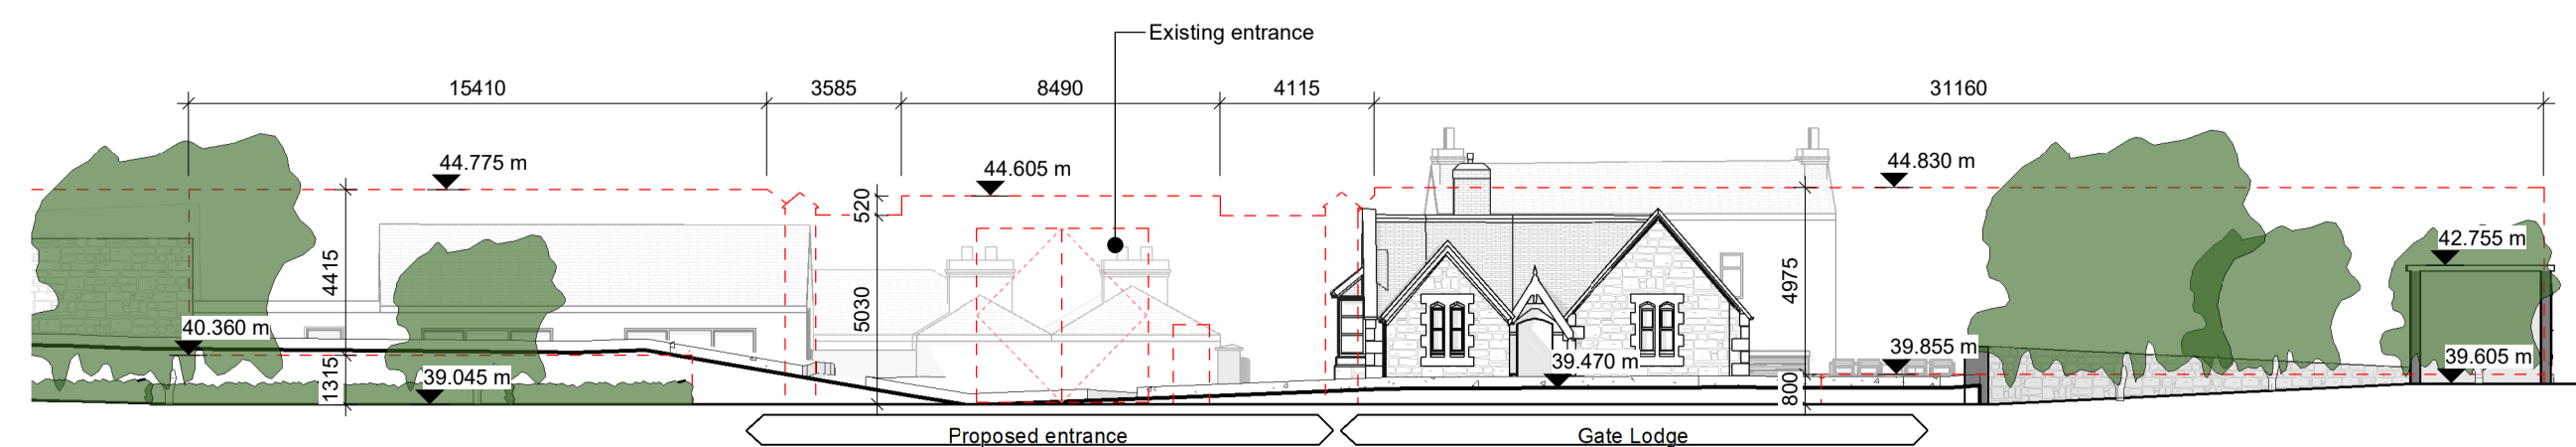 Existing entrance
15410
3585
8490
4115
31160
44.775 m
44.605 m
44.830 m
520
42.755 m
4415
5030
4975
40.360 m
39.855 m
39.470 m
39.605 m
1315
39.045 m
800
Proposed entrance
Gate Lodge